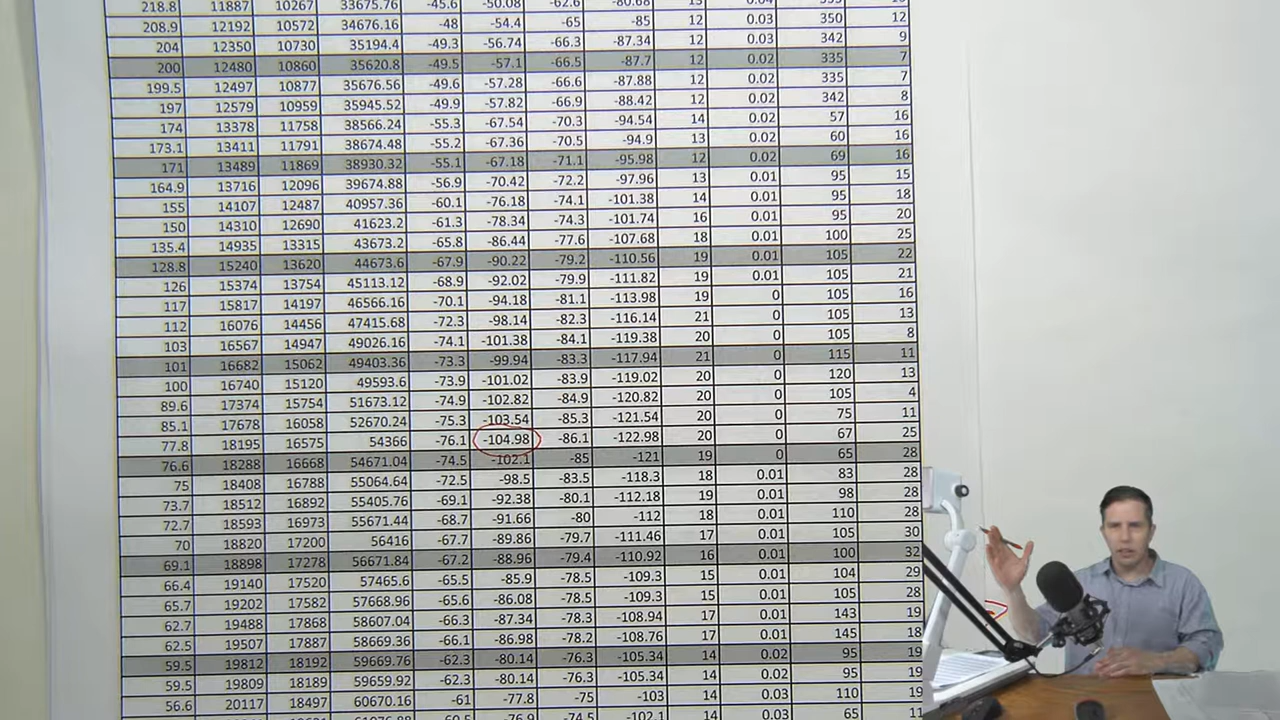 218.8 11887 10267 33675.76 -45.6 -50.08 -62.6 -80.68
208.9 12192 10572 34676.16 -48 -54.4 -65 -85 12 0.03 350 12
204 12350 10730 35194.4 -49.3 -56.74 -66.3 -87.34 12 0.03 342 9
200 12480 10860 35620.8 -49.5 -57.1 -66.5 -87.7 12 0.02 335 7
199.5 12497 10877 35676.56 -49.6 -57.28 -66.6 -87.88 12 0.02 335 7
197 12579 10959 35945.52 -49.9 -57.82 -66.9 -88.42 12 0.02 342 8
174 13378 11758 38566.24 -55.3 -67.54 -70.3 -94.54 14 0.02 57 16
173.1 13411 11791 38674.48 -55.2 -67.36 -70.5 -94.9 13 0.02 60 16
171 13489 11869 38930.32 -55.1 -67.18 -71.1 -95.98 12 0.02 69 16
164.9 13716 12096 39674.88 -56.9 -70.42 -72.2 -97.96 13 0.01 95 15
155 14107 12487 40957.36 -60.1 -76.18 -74.1 -101.38 14 0.01 95 18
150 14310 12690 41623.2 -61.3 -78.34 -74.3 -101.74 16 0.01 95 20
135.4 14935 13315 43673.2 -65.8 -86.44 -77.6 -107.68 18 0.01 100 25
128.8 15240 13620 44673.6 -67.9 -90.22 -79.2 -110.56 19 0.01 105 22
126 15374 13754 45113.12 -68.9 -92.02 -79.9 -111.82 19 0.01 105 21
117 15817 14197 46566.16 -70.1 -94.18 -81.1 -113.98 19 0 105 16
112 16076 14456 47415.68 -72.3 -98.14 -82.3 -116.14 21 0 105 13
103 16567 14947 49026.16 -74.1 -101.38 -84.1 -119.38 20 0 105 8
101 16682 15062 49403.36 -73.3 -99.94 -83.3 -117.94 21 0 115 11
100 16740 15120 49593.6 -73.9 -101.02 -83.9 -119.02 20 0 120 13
89.6 17374 15754 51673.12 -74.9 -102.82 -84.9 -120.82 20 0 105 4
85.1 17678 16058 52670.24 -75.3 -103.54 -85.3 -121.54 20 0 75 11
77.8 18195 16575 54366 -76.1 -104.98 -86.1 -122.98 20 0 67 25
76.6 18288 16668 54671.04 -74.5 -102.1 -85 -121 19 0 65 28
75 18408 16788 55064.64 -72.5 -98.5 -83.5 -118.3 18 0.01 83 28
73.7 18512 16892 55405.76 -69.1 -92.38 -80.1 -112.18 19 0.01 98 28
72.7 18593 16973 55671.44 -68.7 -91.66 -80 -112 18 0.01 110 28
70 18820 17200 56416 -67.7 -89.86 -79.7 -111.46 17 0.01 105 30
69.1 18898 17278 56671.84 -67.2 -88.96 -79.4 -110.92 16 0.01 100 32
66.4 19140 17520 57465.6 -65.5 -85.9 -78.5 -109.3 15 0.01 104 29
65.7 19202 17582 57668.96 -65.6 -86.08 -78.5 -109.3 15 0.01 105 28
62.7 19488 17868 58607.04 -66.3 -87.34 -78.3 -108.94 17 0.01 143 19
62.5 19507 17887 58669.36 -66.1 -86.98 -78.2 -108.76 17 0.01 145 18
59.5 19812 18192 59669.76 -62.3 -80.14 -76.3 -105.34 14 0.02 95 19
59.5 19809 18189 59659.92 -62.3 -80.14 -76.3 -105.34 14 0.02 95 19
56.6 20117 18497 60670.16 -61 -77.8 -75 -103 14 0.03 110 19
-60.5 -76.9 -74.5 -102.1 14 0.03 65 11